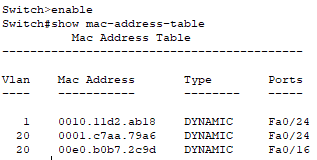 Switch>enable
Switch#show mac-address-table
Mac Address Table
-------------------------------------------
Vlan Mac Address Type Ports
---- ----------- -------- -----
1 0010.11d2.ab18 DYNAMIC Fa0/24
20 0001.c7aa.79a6 DYNAMIC Fa0/24
20 00e0.b0b7.2c9d DYNAMIC Fa0/16